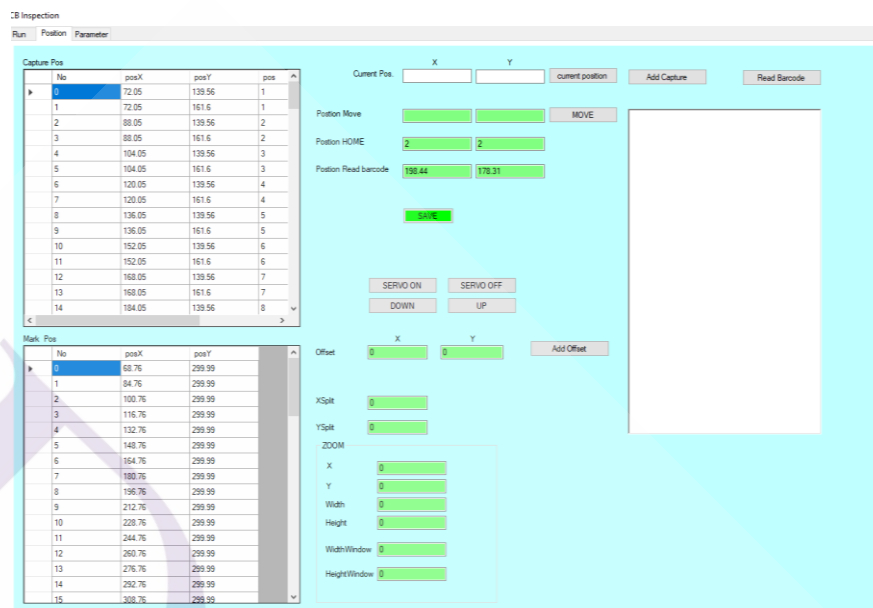 CB Inspection
Run Position Parameter
Capture Pos
No posX posY pos
0 72.05 139.56 1
1 72.05 161.6 1
2 88.05 139.56 2
3 88.05 161.6 2
4 104.05 139.56 3
5 104.05 161.6 3
6 120.05 139.56 4
7 120.05 161.6 4
8 136.05 139.56 5
9 136.05 161.6 5
10 152.05 139.56 6
11 152.05 161.6 6
12 168.05 139.56 7
13 168.05 161.6 7
14 184.05 139.56 8
Mark Pos
No posX posY
0 68.76 299.99
1 84.76 299.99
2 100.76 299.99
3 116.76 299.99
4 132.76 299.99
5 148.76 299.99
6 164.76 299.99
7 180.76 299.99
8 196.76 299.99
9 212.76 299.99
10 228.76 299.99
11 244.76 299.99
12 260.76 299.99
13 276.76 299.99
14 292.76 299.99
15 308.76 299.99
X Y
Current Pos. current position
Postion Move MOVE
Postion HOME 2 2
Postion Read barcode 198.44 178.31
SAVE
SERVO ON SERVO OFF
DOWN UP
X Y
Offset 0 0 Add Offset
XSplit 0
YSplit 0
ZOOM
X 0
Y 0
Width 0
Height 0
WidthWindow 0
HeightWindow 0
Add Capture Read Barcode